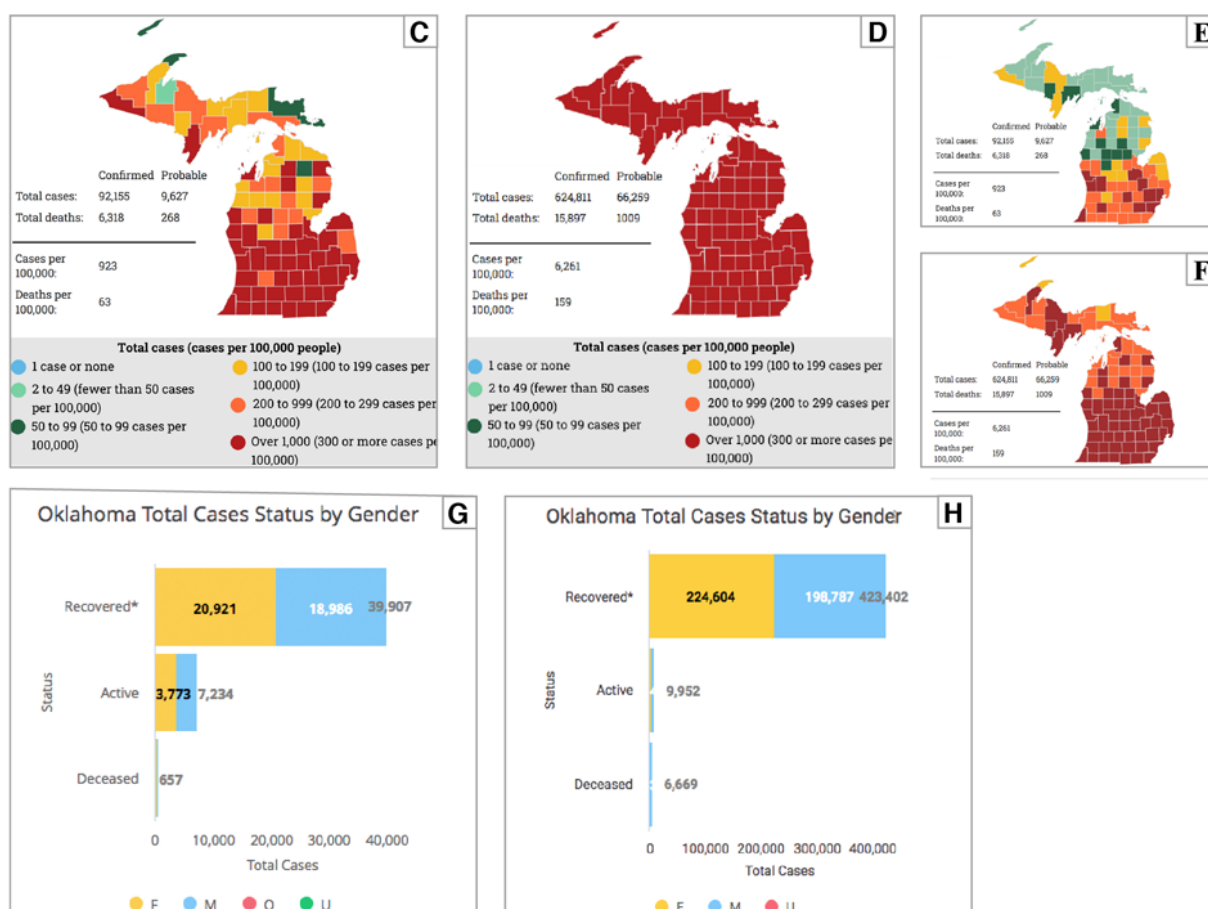 C
Confirmed Probable
Total cases: 92,155 9,627
Total deaths: 6,318 268
Cases per
100,000: 923
Deaths per
100,000: 63
Total cases (cases per 100,000 people)
1 case or none
2 to 49 (fewer than 50 cases
per 100,000)
50 to 99 (50 to 99 cases per
100,000)
100 to 199 (100 to 199 cases per
100,000)
200 to 999 (200 to 299 cases per
100,000)
Over 1,000 (300 or more cases pe
100,000)
D
Confirmed Probable
Total cases: 624,811 66,259
Total deaths: 15,897 1009
Cases per
100,000: 6,261
Deaths per
100,000: 159
Total cases (cases per 100,000 people)
1 case or none
2 to 49 (fewer than 50 cases
per 100,000)
50 to 99 (50 to 99 cases per
100,000)
100 to 199 (100 to 199 cases per
100,000)
200 to 999 (200 to 299 cases per
100,000)
Over 1,000 (300 or more cases pe
100,000)
E
Confirmed Probable
Total cases: 92,155 9,627
Total deaths: 6,318 268
Cases per
100,000: 923
Deaths per
100,000: 63
F
Confirmed Probable
Total cases: 624,811 66,259
Total deaths: 15,897 1009
Cases per
100,000: 6,261
Deaths per
100,000: 159
G
Oklahoma Total Cases Status by Gender
Recovered* 20,921 18,986 39,907
Status
Active 3,773 7,234
Deceased 657
0 10,000 20,000 30,000 40,000
Total Cases
F M O U
H
Oklahoma Total Cases Status by Gender
Recovered* 224,604 198,787 423,402
Status
Active 9,952
Deceased 6,669
0 100,000 200,000 300,000 400,000
Total Cases
F M U